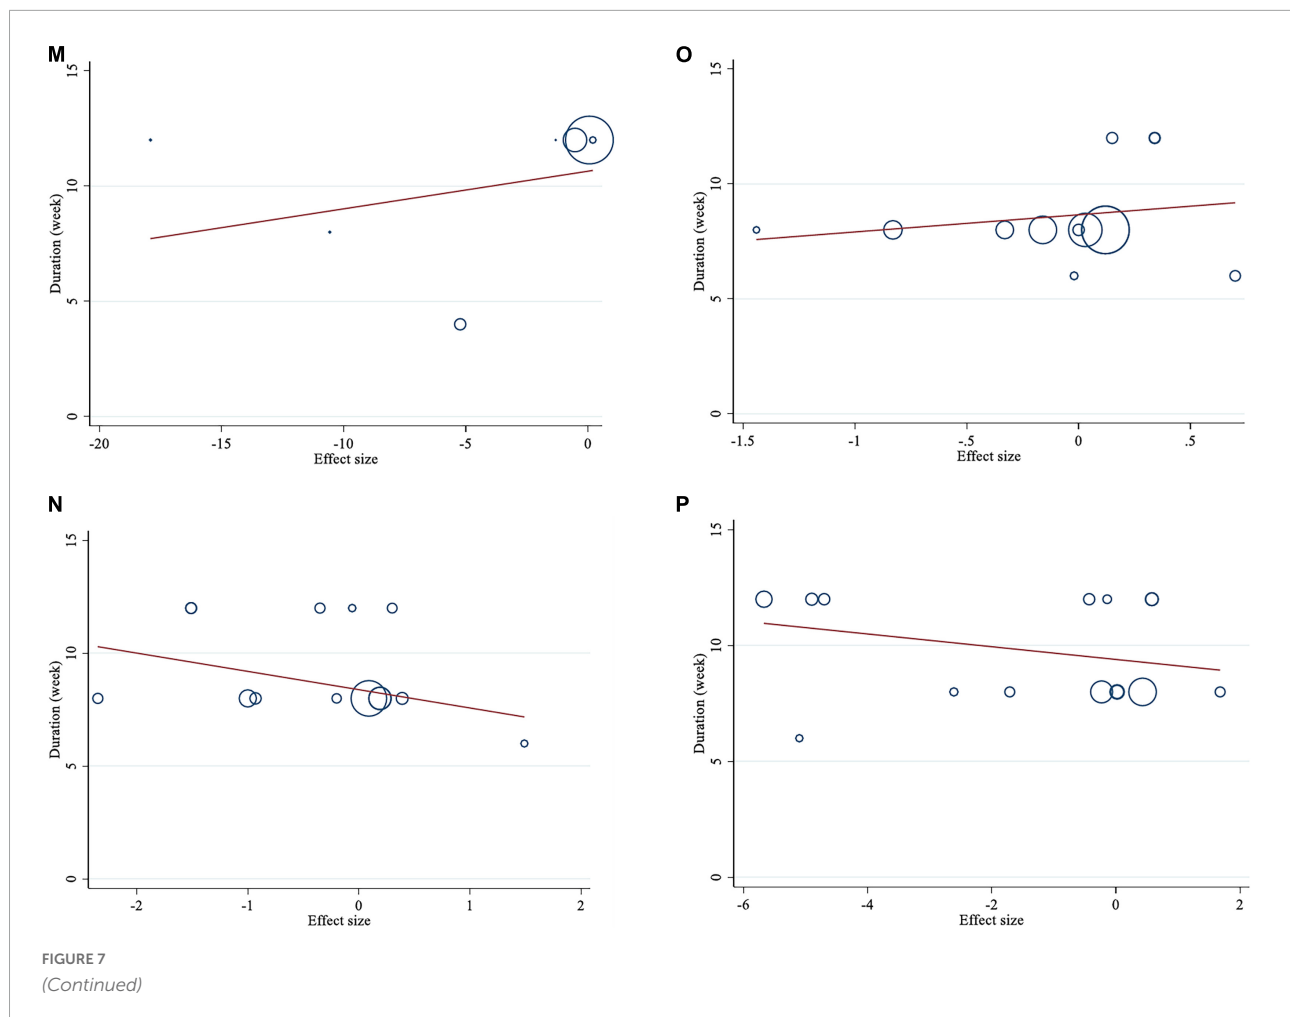 M
15
10
5
0
Duration (week)
-20 -15 -10 -5 0
Effect size
O
15
10
5
0
Duration (week)
-1.5 -1 -.5 0 .5
Effect size
N
15
10
5
0
Duration (week)
-2 -1 0 1 2
Effect size
P
15
10
5
0
Duration (week)
-6 -4 -2 0 2
Effect size
FIGURE 7
(Continued)